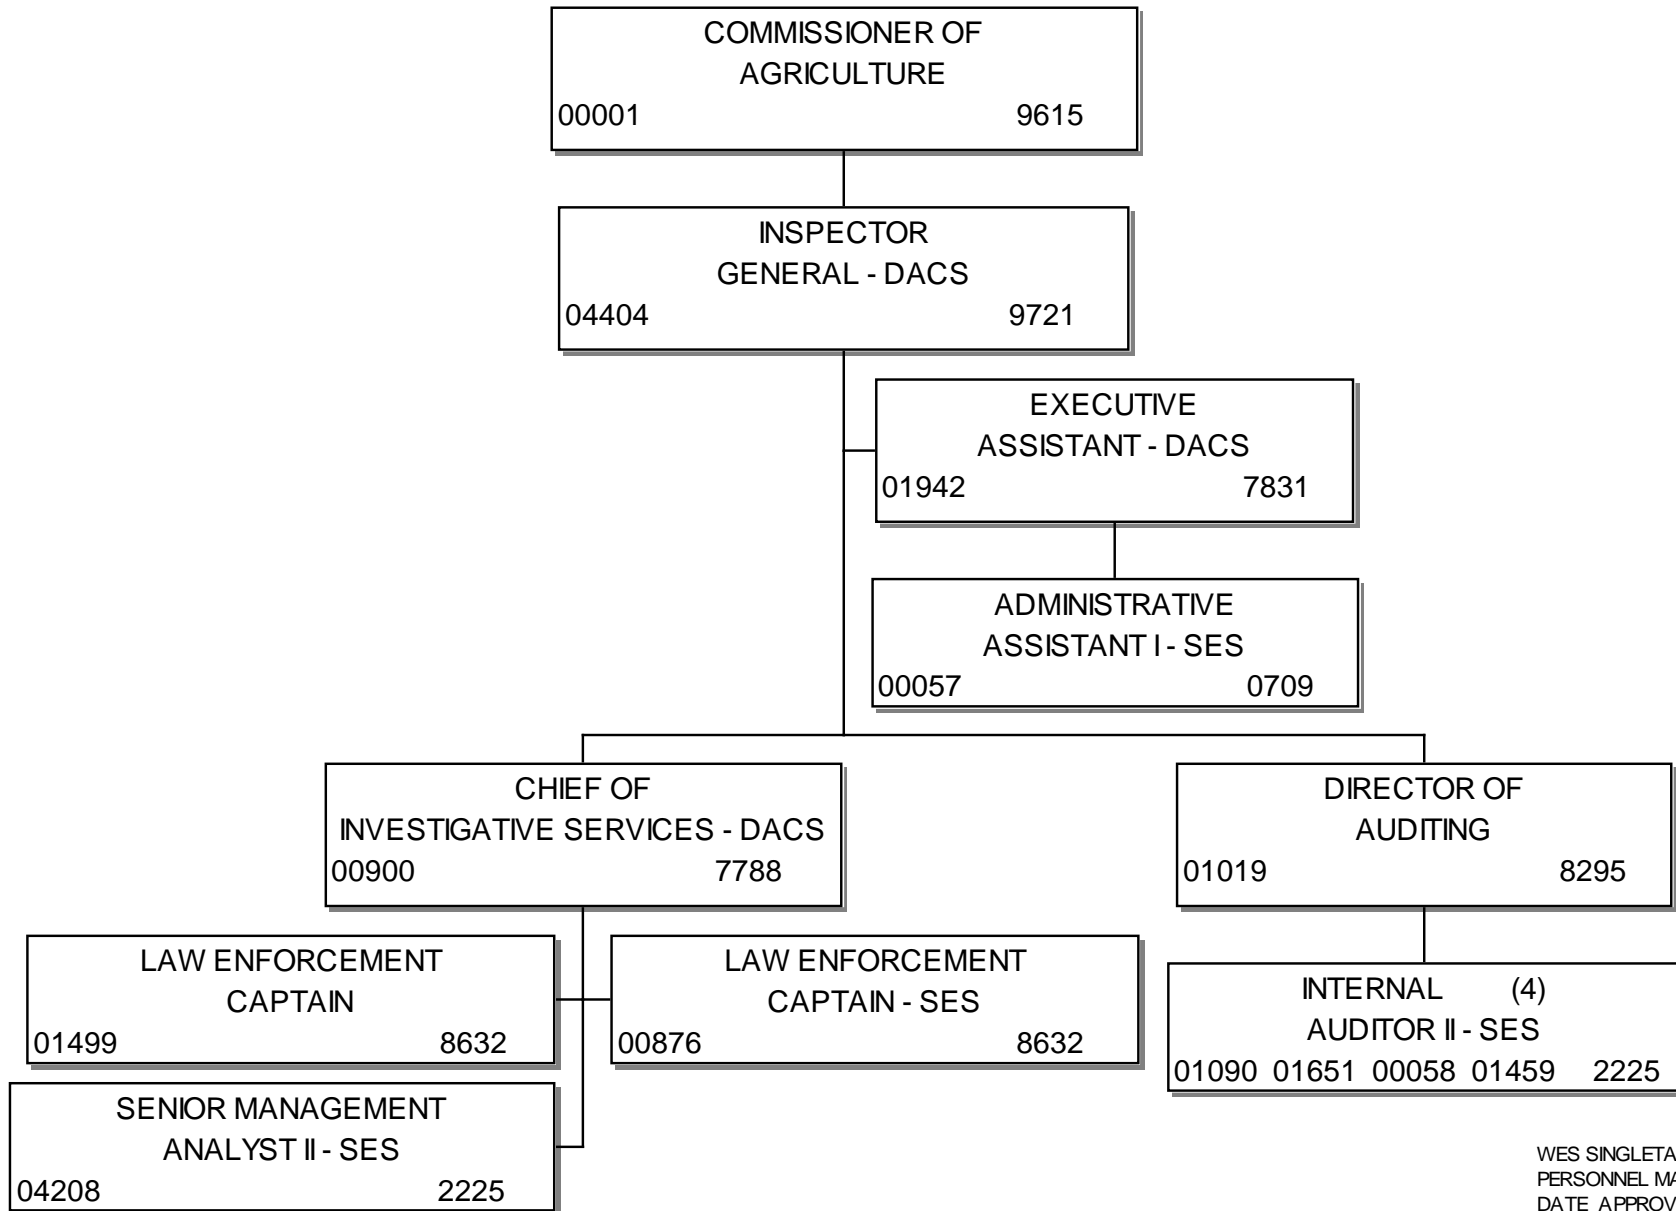 COMMISSIONER OF
AGRICULTURE
00001 9615
INSPECTOR
GENERAL - DACS
04404 9721
EXECUTIVE
ASSISTANT - DACS
01942 7831
ADMINISTRATIVE
ASSISTANT I - SES
00057 0709
CHIEF OF
INVESTIGATIVE SERVICES - DACS
00900 7788
DIRECTOR OF
AUDITING
01019 8295
LAW ENFORCEMENT
CAPTAIN
01499 8632
LAW ENFORCEMENT
CAPTAIN - SES
00876 8632
INTERNAL (4)
AUDITOR II - SES
01090 01651 00058 01459 2225
SENIOR MANAGEMENT
ANALYST II - SES
04208 2225
WES
PERSONNEL
DATE